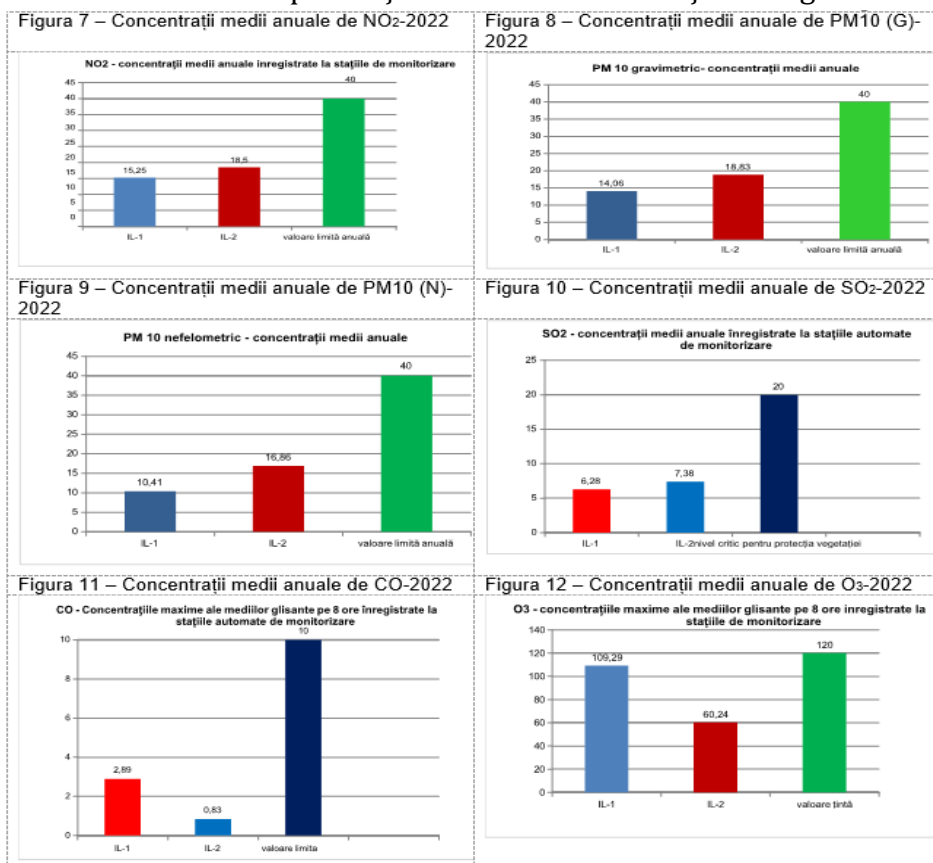 Figura 7 – Concentrații medii anuale de NO2-2022
NO2 - concentrații medii anuale inregistrate la stațiile de monitorizare
45
40
35
30
25
20
15
10
5
0
15,25
18,5
40
IL-1
IL-2
valoare limită anuală
Figura 8 – Concentrații medii anuale de PM10 (G)-
2022
PM 10 gravimetric- concentrații medii anuale
45
40
35
30
25
20
15
10
5
0
14,06
18,83
40
IL-1
IL-2
valoare limită anuală
Figura 9 – Concentrații medii anuale de PM10 (N)-
2022
PM 10 nefelometric - concentrații medii anuale
45
40
35
30
25
20
15
10
5
0
10,41
16,86
40
IL-1
IL-2
valoare limită anuală
Figura 10 – Concentrații medii anuale de SO2-2022
SO2 - concentrații medii anuale înregistrate la stațiile automate
de monitorizare
25
20
15
10
5
0
6,28
7,38
20
IL-1
IL-2nivel critic pentru protecția vegetației
Figura 11 – Concentrații medii anuale de CO-2022
CO - Concentrațiile maxime ale mediilor glisante pe 8 ore înregistrate la
stațiile automate de monitorizare
10
8
6
4
2
0
2,89
0,83
10
IL-1
IL-2
valoare limita
Figura 12 – Concentrații medii anuale de O3-2022
O3 - concentrațiile maxime ale mediilor glisante pe 8 ore inregistrate la
stațiile de monitorizare
140
120
100
80
60
40
20
0
109,29
60,24
120
IL-1
IL-2
valoare țintă